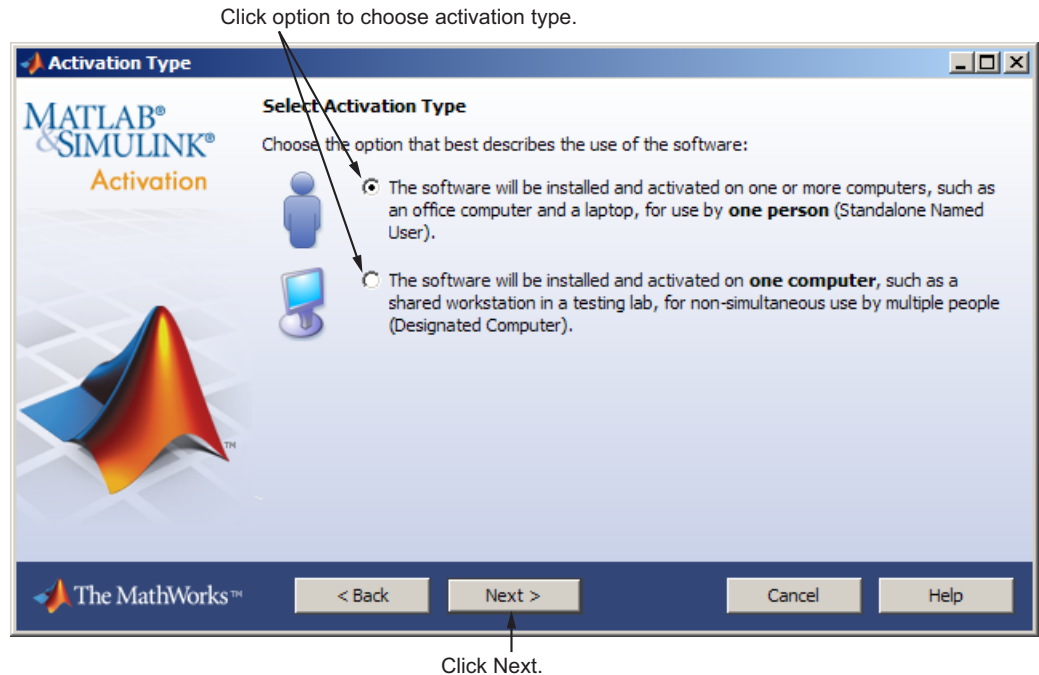 Click option to choose activation type.
Activation Type
MATLAB®
&SIMULINK®
Activation
Select Activation Type
Choose the option that best describes the use of the software:
The software will be installed and activated on one or more computers, such as
an office computer and a laptop, for use by one person (Standalone Named
User).
The software will be installed and activated on one computer, such as a
shared workstation in a testing lab, for non-simultaneous use by multiple people
(Designated Computer).
TM
The MathWorks™
< Back
Next >
Cancel
Help
Click Next.